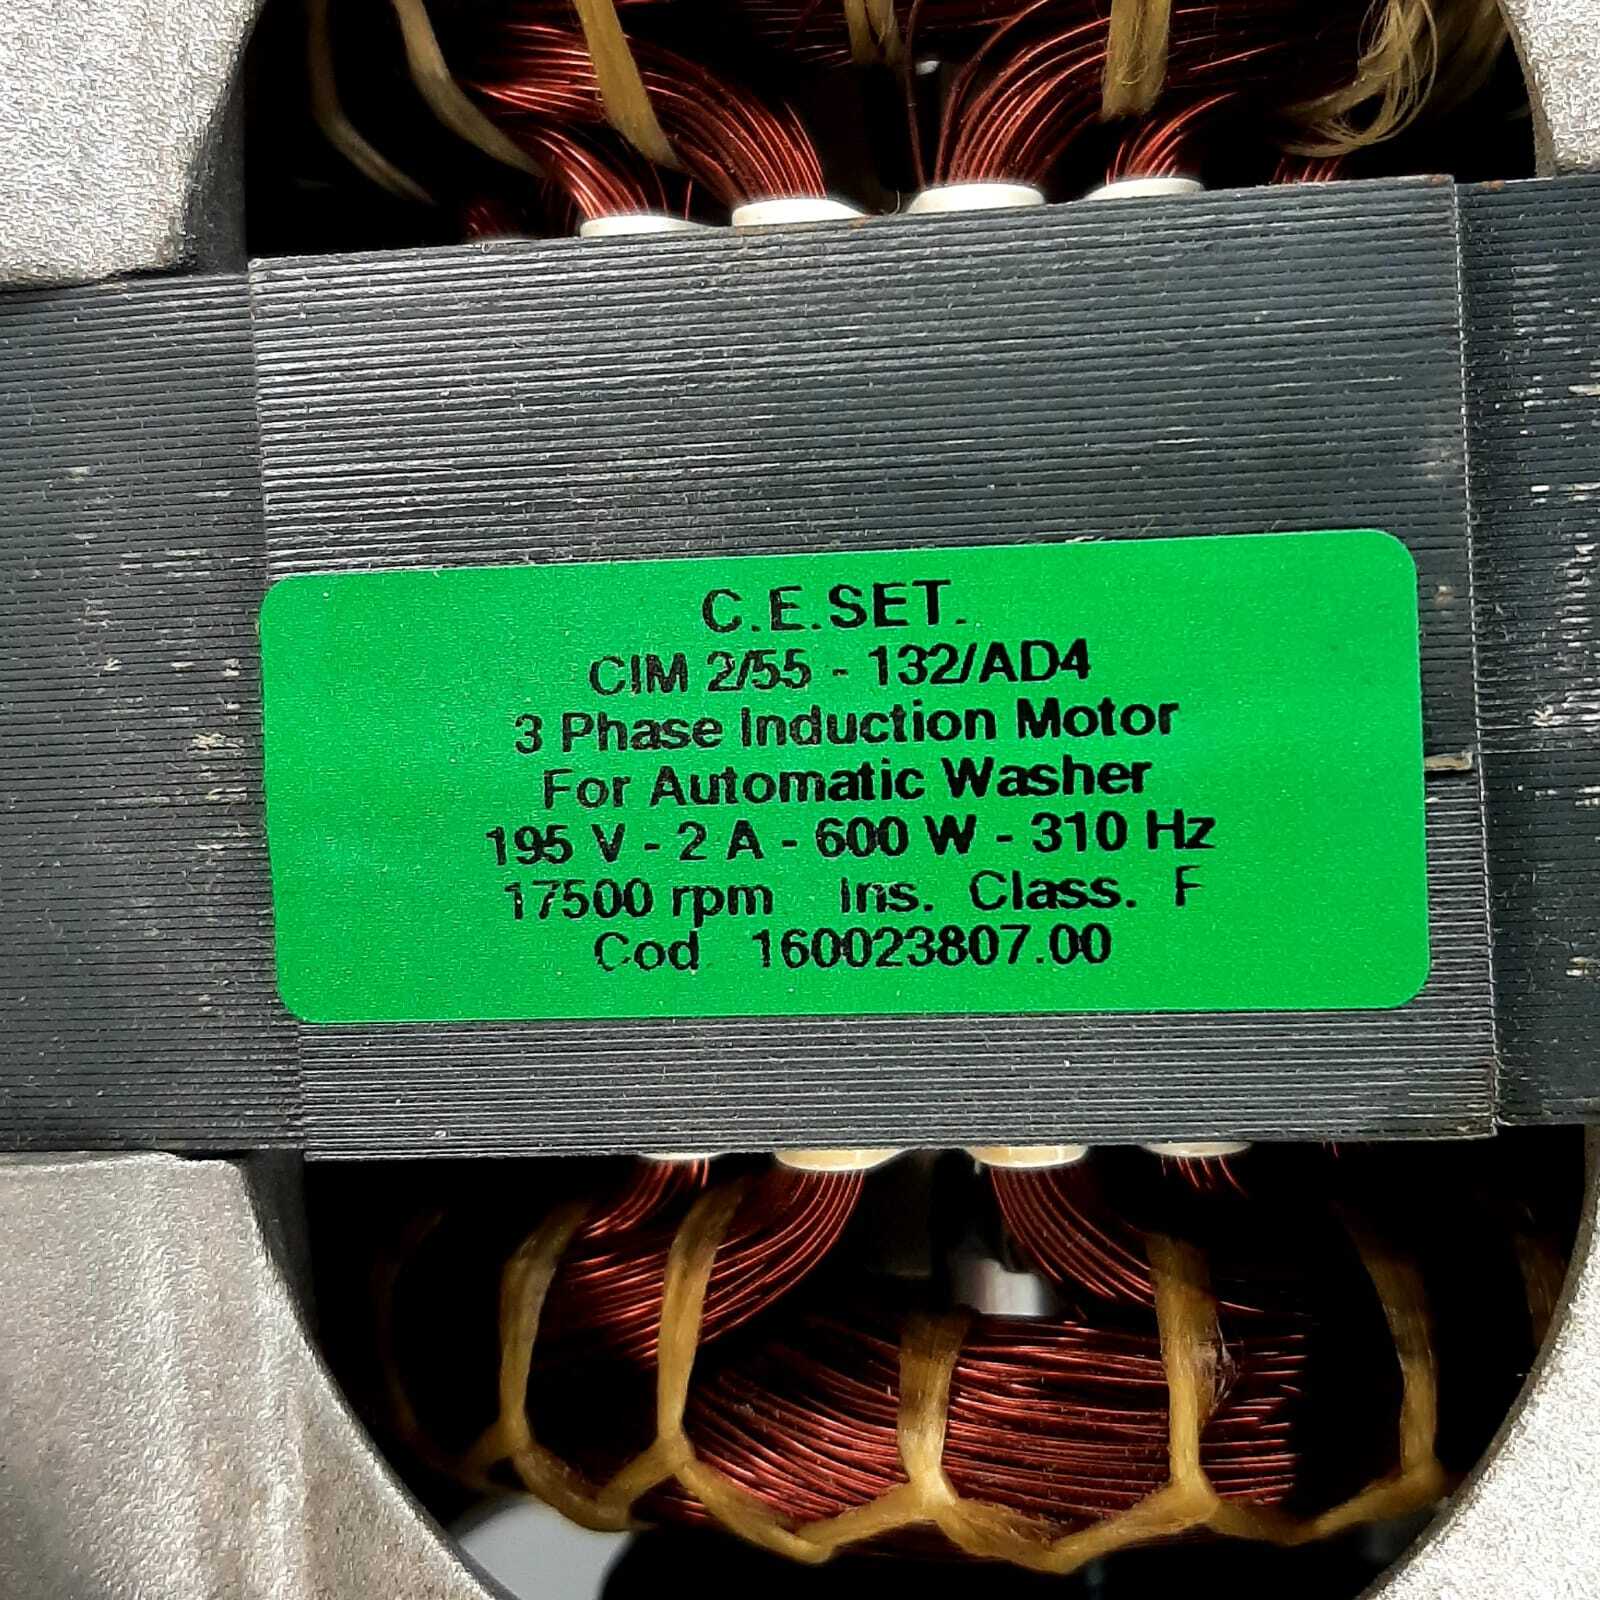 C.E.SET.
CIM 2/55 - 132/AD4
3 Phase Induction Motor
For Automatic Washer
195 V - 2 A - 600 W - 310 Hz
17500 rpm Ins. Class. F
Cod 160023807.00